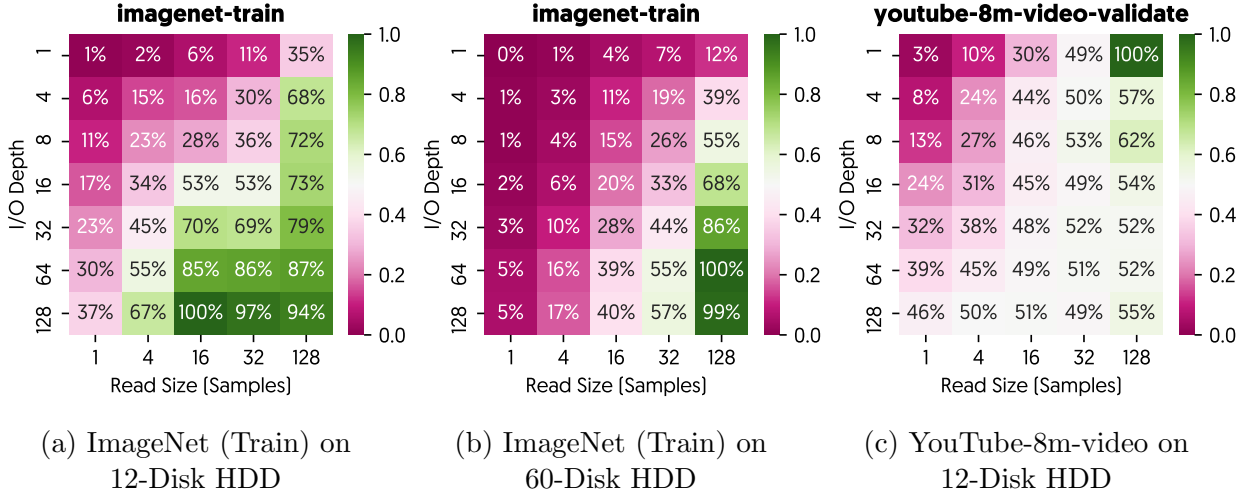 imagenet-train
1 1% 2% 6% 11% 35%
4 6% 15% 16% 30% 68%
8 11% 23% 28% 36% 72%
16 17% 34% 53% 53% 73%
32 23% 45% 70% 69% 79%
64 30% 55% 85% 86% 87%
128 37% 67% 100% 97% 94%
1 4 16 32 128
I/O Depth
Read Size (Samples)
1.0
0.8
0.6
0.4
0.2
0.0
(a) ImageNet (Train) on
12-Disk HDD
imagenet-train
1 0% 1% 4% 7% 12%
4 1% 3% 11% 19% 39%
8 1% 4% 15% 26% 55%
16 2% 6% 20% 33% 68%
32 3% 10% 28% 44% 86%
64 5% 16% 39% 55% 100%
128 5% 17% 40% 57% 99%
1 4 16 32 128
I/O Depth
Read Size (Samples)
1.0
0.8
0.6
0.4
0.2
0.0
(b) ImageNet (Train) on
60-Disk HDD
youtube-8m-video-validate
1 3% 10% 30% 49% 100%
4 8% 24% 44% 50% 57%
8 13% 27% 46% 53% 62%
16 24% 31% 45% 49% 54%
32 32% 38% 48% 52% 52%
64 39% 45% 49% 51% 52%
128 46% 50% 51% 49% 55%
1 4 16 32 128
I/O Depth
Read Size (Samples)
1.0
0.8
0.6
0.4
0.2
0.0
(c) YouTube-8m-video on
12-Disk HDD